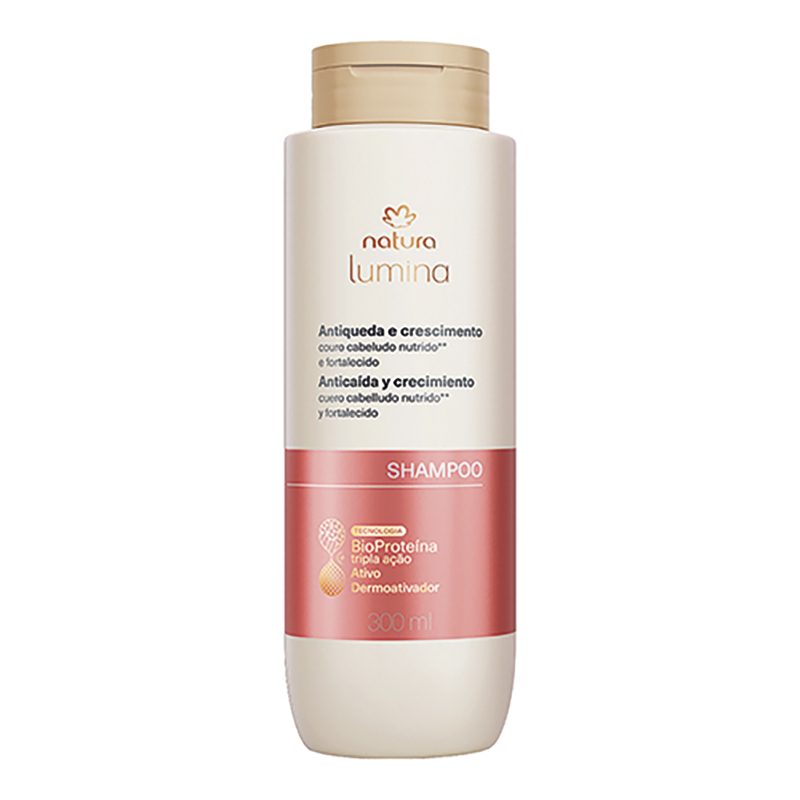 natura
lumina
Antiqueda e crescimento
couro cabeludo nutrido**
e fortalecido
Anticaída y crecimiento
cuero cabelludo nutrido**
y fortalecido
SHAMPOO
TECNOLOGIA
BioProteína
tripla ação
Ativo
Dermoativador
300 ml